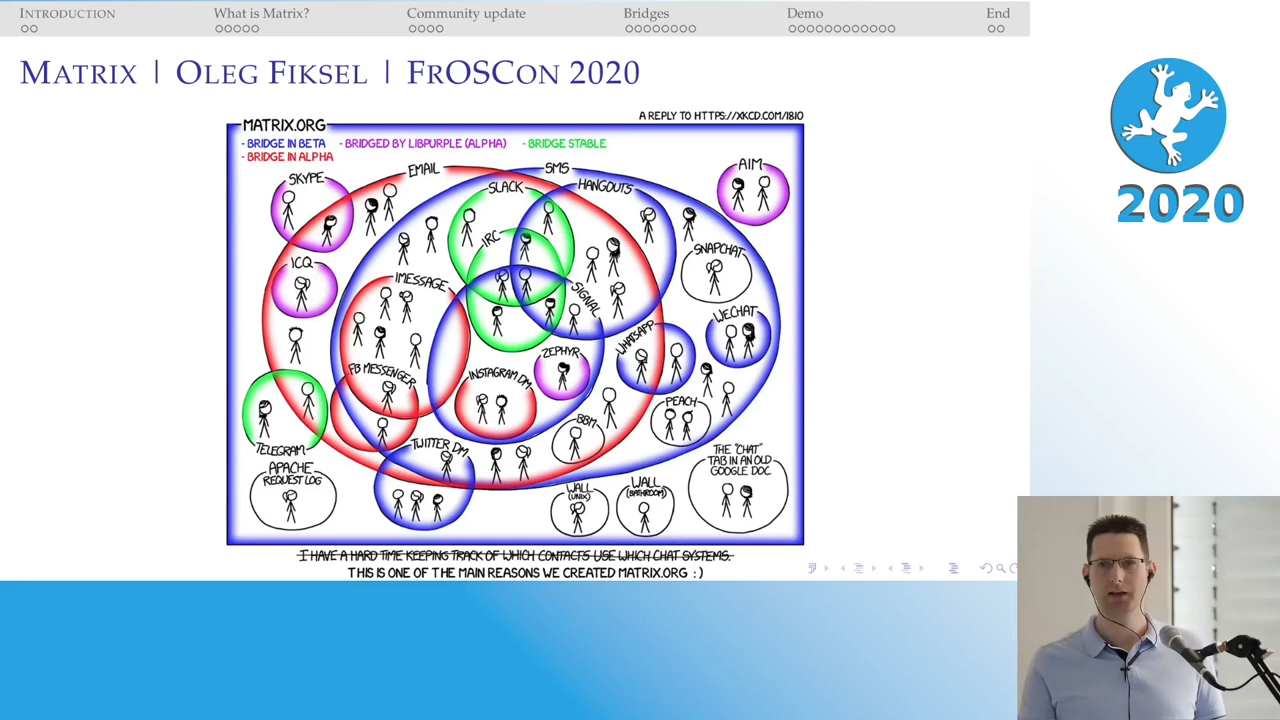 INTRODUCTION
What is Matrix?
Community update
Bridges
Demo
End
MATRIX | OLEG FIKSEL | FROSCON 2020
2020
A REPLY TO HTTPS://XKCD.COM/1810
MATRIX.ORG
- BRIDGE IN BETA - BRIDGED BY LIBPURPLE (ALPHA) - BRIDGE STABLE
- BRIDGE IN ALPHA
EMAIL
SMS
AIM
SKYPE
SLACK
HANGOUTS
IRC
SNAPCHAT
ICQ
IMESSAGE
SIGNAL
WECHAT
WHATSAPP
ZEPHYR
FB MESSENGER
INSTAGRAM DM
PEACH
BBM
TELEGRAM
TWITTER DM
THE "CHAT"
TAB IN AN OLD
GOOGLE DOC
APACHE
REQUEST LOG
WALL
(UNIX)
WALL
(BATHROOM)
I HAVE A HARD TIME KEEPING TRACK OF WHICH CONTACTS USE WHICH CHAT SYSTEMS.
THIS IS ONE OF THE MAIN REASONS WE CREATED MATRIX.ORG :)